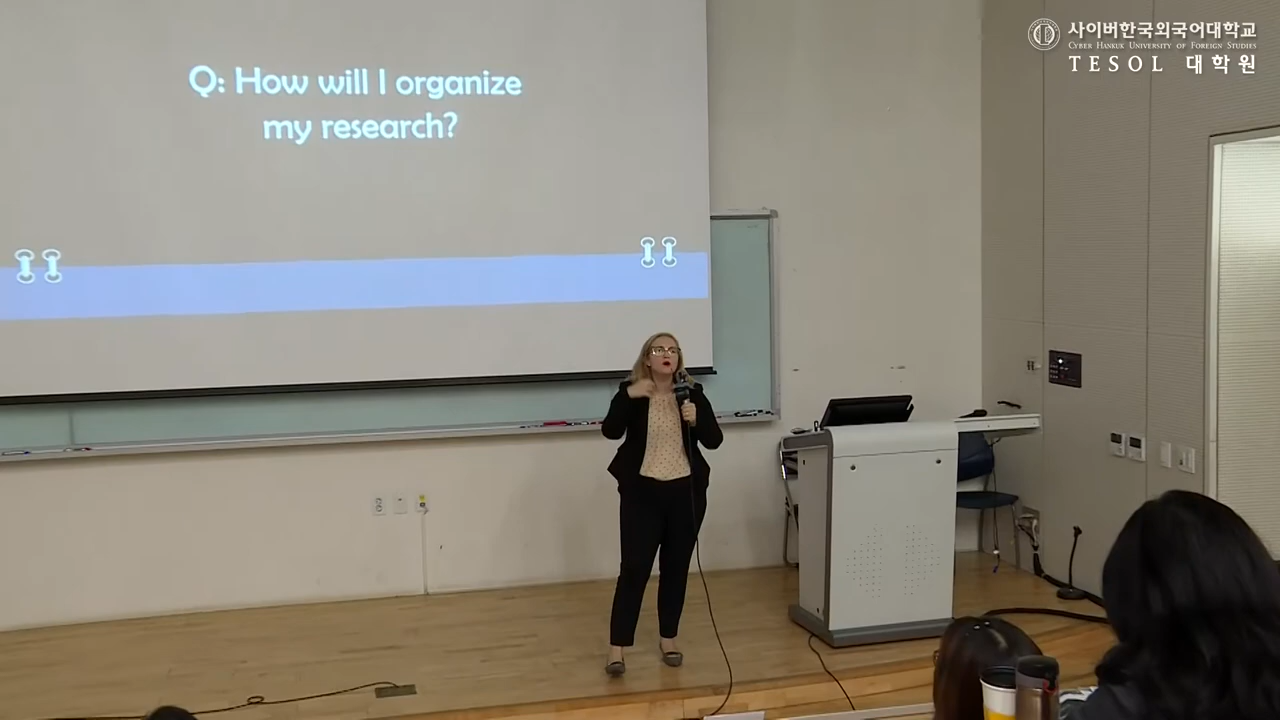 Q: How will I organize
my research?
사이버한국외국어대학교
CYBER HANKUK UNIVERSITY OF FOREIGN STUDIES
TESOL 대학원